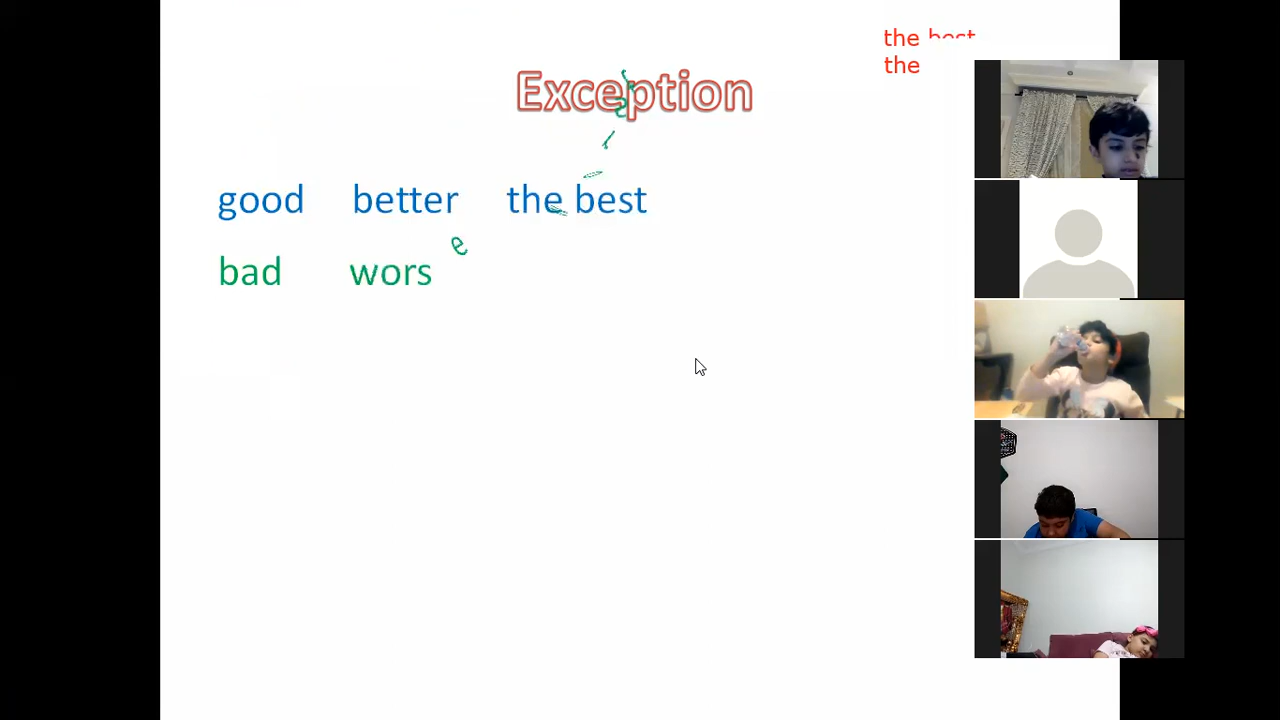 the best
the
Exception
good better the best
bad wors e